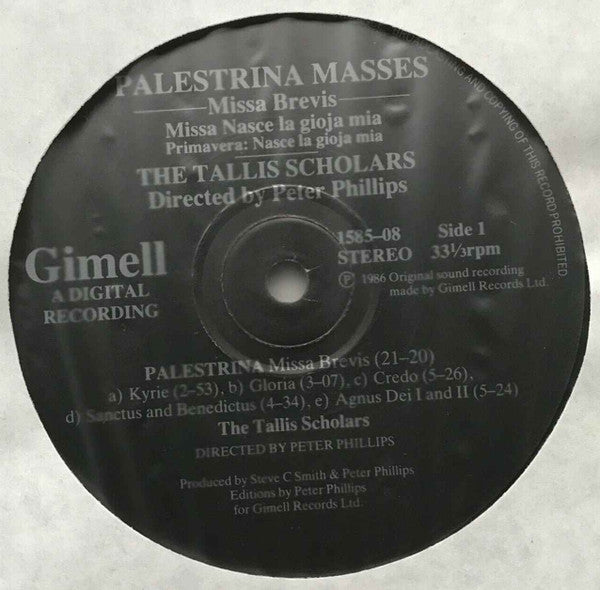 PALESTRINA MASSES
Missa Brevis
Missa Nasce la gioja mia
Primavera: Nasce la gioja mia
THE TALLIS SCHOLARS
Directed by Peter Phillips
Gimell
A DIGITAL
RECORDING
1585–08 Side 1
STEREO 33⅓rpm
Ⓟ 1986 Original sound recording
made by Gimell Records Ltd.
PALESTRINA Missa Brevis (21–20)
a) Kyrie (2–53), b) Gloria (3–07), c) Credo (5–26),
d) Sanctus and Benedictus (4–34), e) Agnus Dei I and II (5–24)
The Tallis Scholars
DIRECTED BY PETER PHILLIPS
Produced by Steve C Smith & Peter Phillips
Editions by Peter Phillips
for Gimell Records Ltd.
AND COPYING OF THIS RECORD PROHIBITED